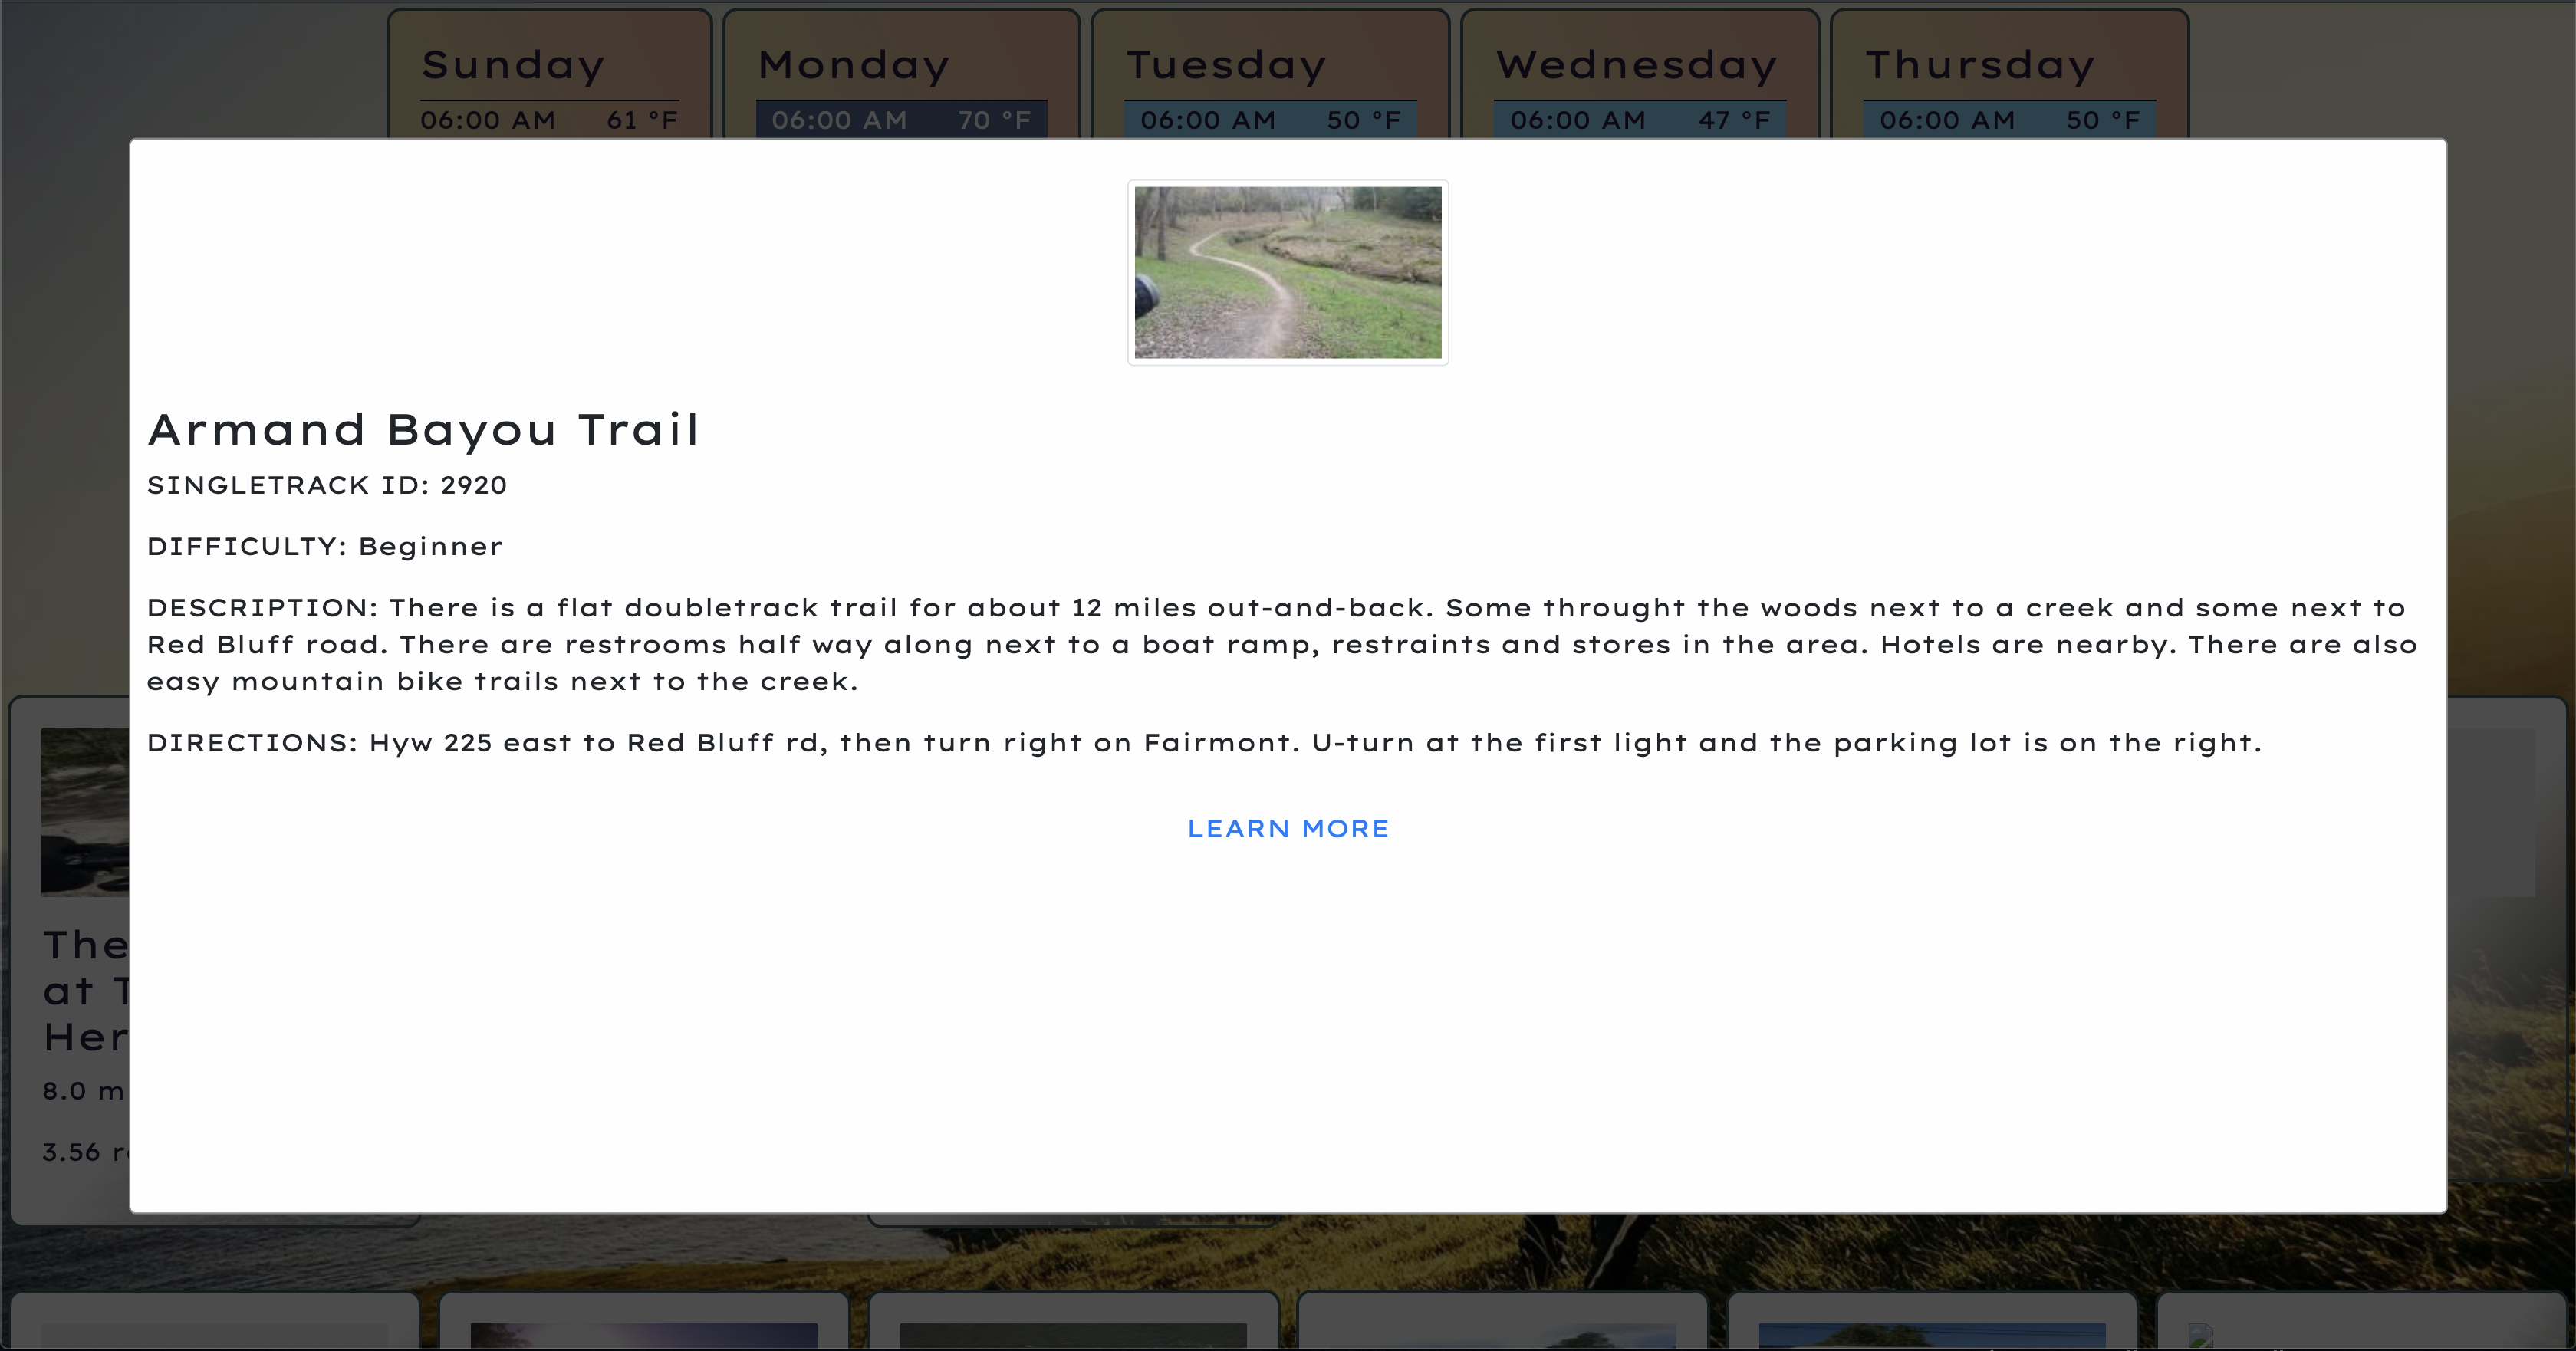 Sunday Monday Tuesday Wednesday Thursday
06:00 AM 61 °F 06:00 AM 70 °F 06:00 AM 50 °F 06:00 AM 47 °F 06:00 AM 50 °F
Armand Bayou Trail
SINGLETRACK ID: 2920
DIFFICULTY: Beginner
DESCRIPTION: There is a flat doubletrack trail for about 12 miles out-and-back. Some throught the woods next to a creek and some next to
Red Bluff road. There are restrooms half way along next to a boat ramp, restraints and stores in the area. Hotels are nearby. There are also
easy mountain bike trails next to the creek.
DIRECTIONS: Hyw 225 east to Red Bluff rd, then turn right on Fairmont. U-turn at the first light and the parking lot is on the right.
LEARN MORE
The
at
8.0
3.56